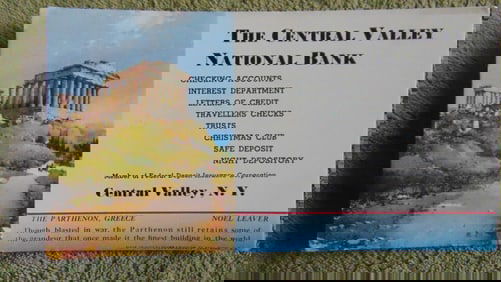 THE CENTRAL VALLEY
NATIONAL BANK
CHECKING ACCOUNTS
INTEREST DEPARTMENT
LETTERS OF CREDIT
TRAVELLERS CHECKS
TRUSTS
CHRISTMAS CLUB
SAFE DEPOSIT
NIGHT DEPOSITORY
Member of Federal Deposit Insurance Corporation
Central Valley, N.Y.
THE PARTHENON, GREECE NOEL LEAVER
Though blasted in war, the Parthenon still retains some of
the grandeur that once made it the finest building in the world.